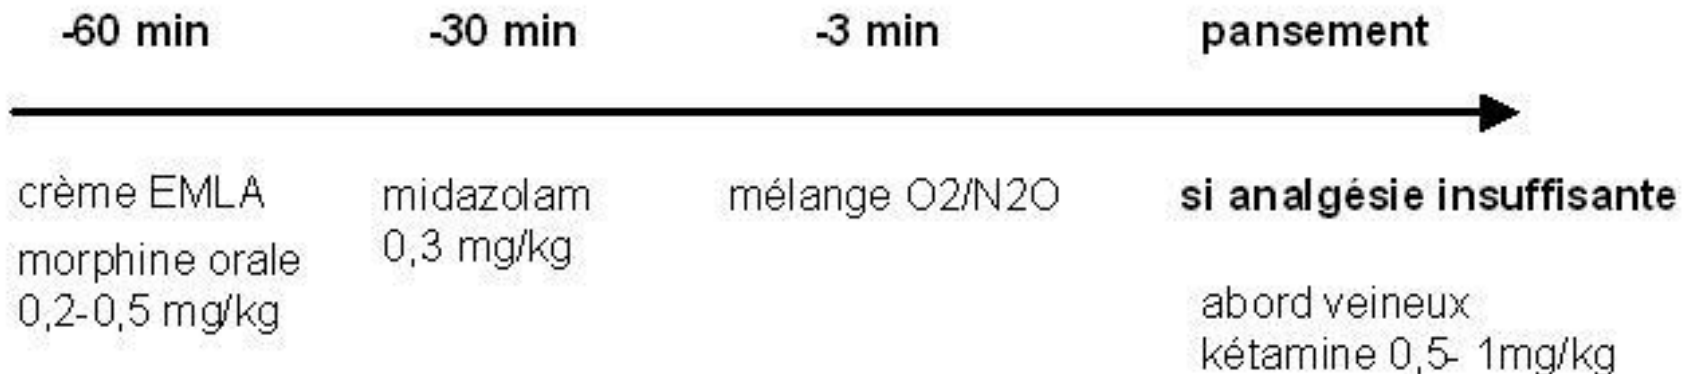 -60 min -30 min -3 min pansement
crème EMLA
morphine orale
0,2-0,5 mg/kg
midazolam
0,3 mg/kg
mélange O2/N2O
si analgésie insuffisante
abord veineux
kétamine 0,5- 1mg/kg